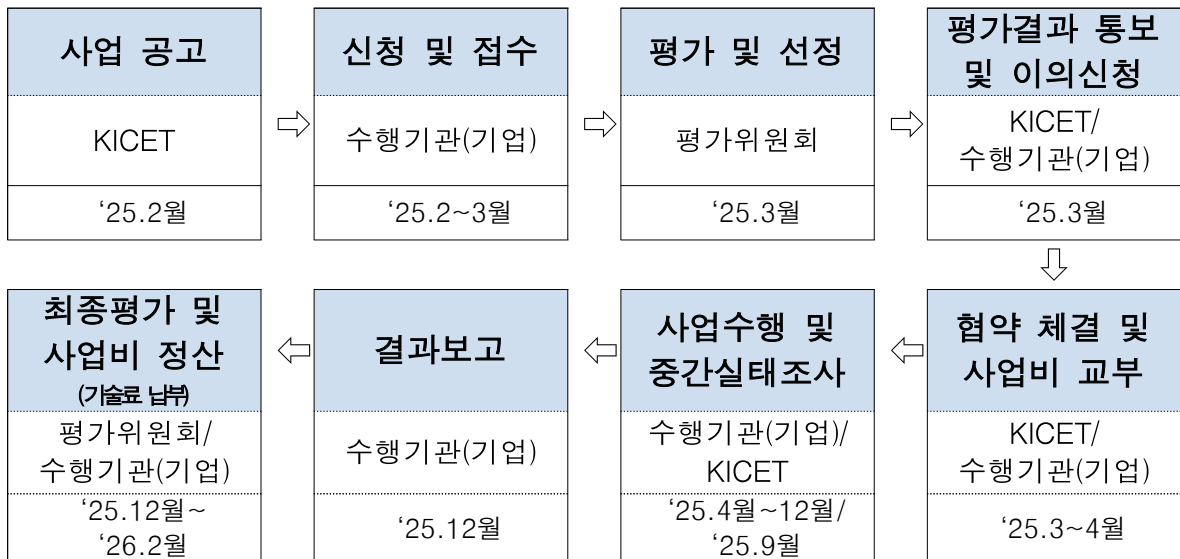 사업 공고
KICET
‘25.2월
신청 및 접수
수행기관(기업)
‘25.2~3월
평가 및 선정
평가위원회
‘25.3월
평가결과 통보
및 이의신청
KICET/
수행기관(기업)
‘25.3월
협약 체결 및
사업비 교부
KICET/
수행기관(기업)
‘25.3~4월
사업수행 및
중간실태조사
수행기관(기업)/
KICET
‘25.4월~12월/
‘25.9월
결과보고
수행기관(기업)
‘25.12월
최종평가 및
사업비 정산
(기술료 납부)
평가위원회/
수행기관(기업)
‘25.12월~
‘26.2월